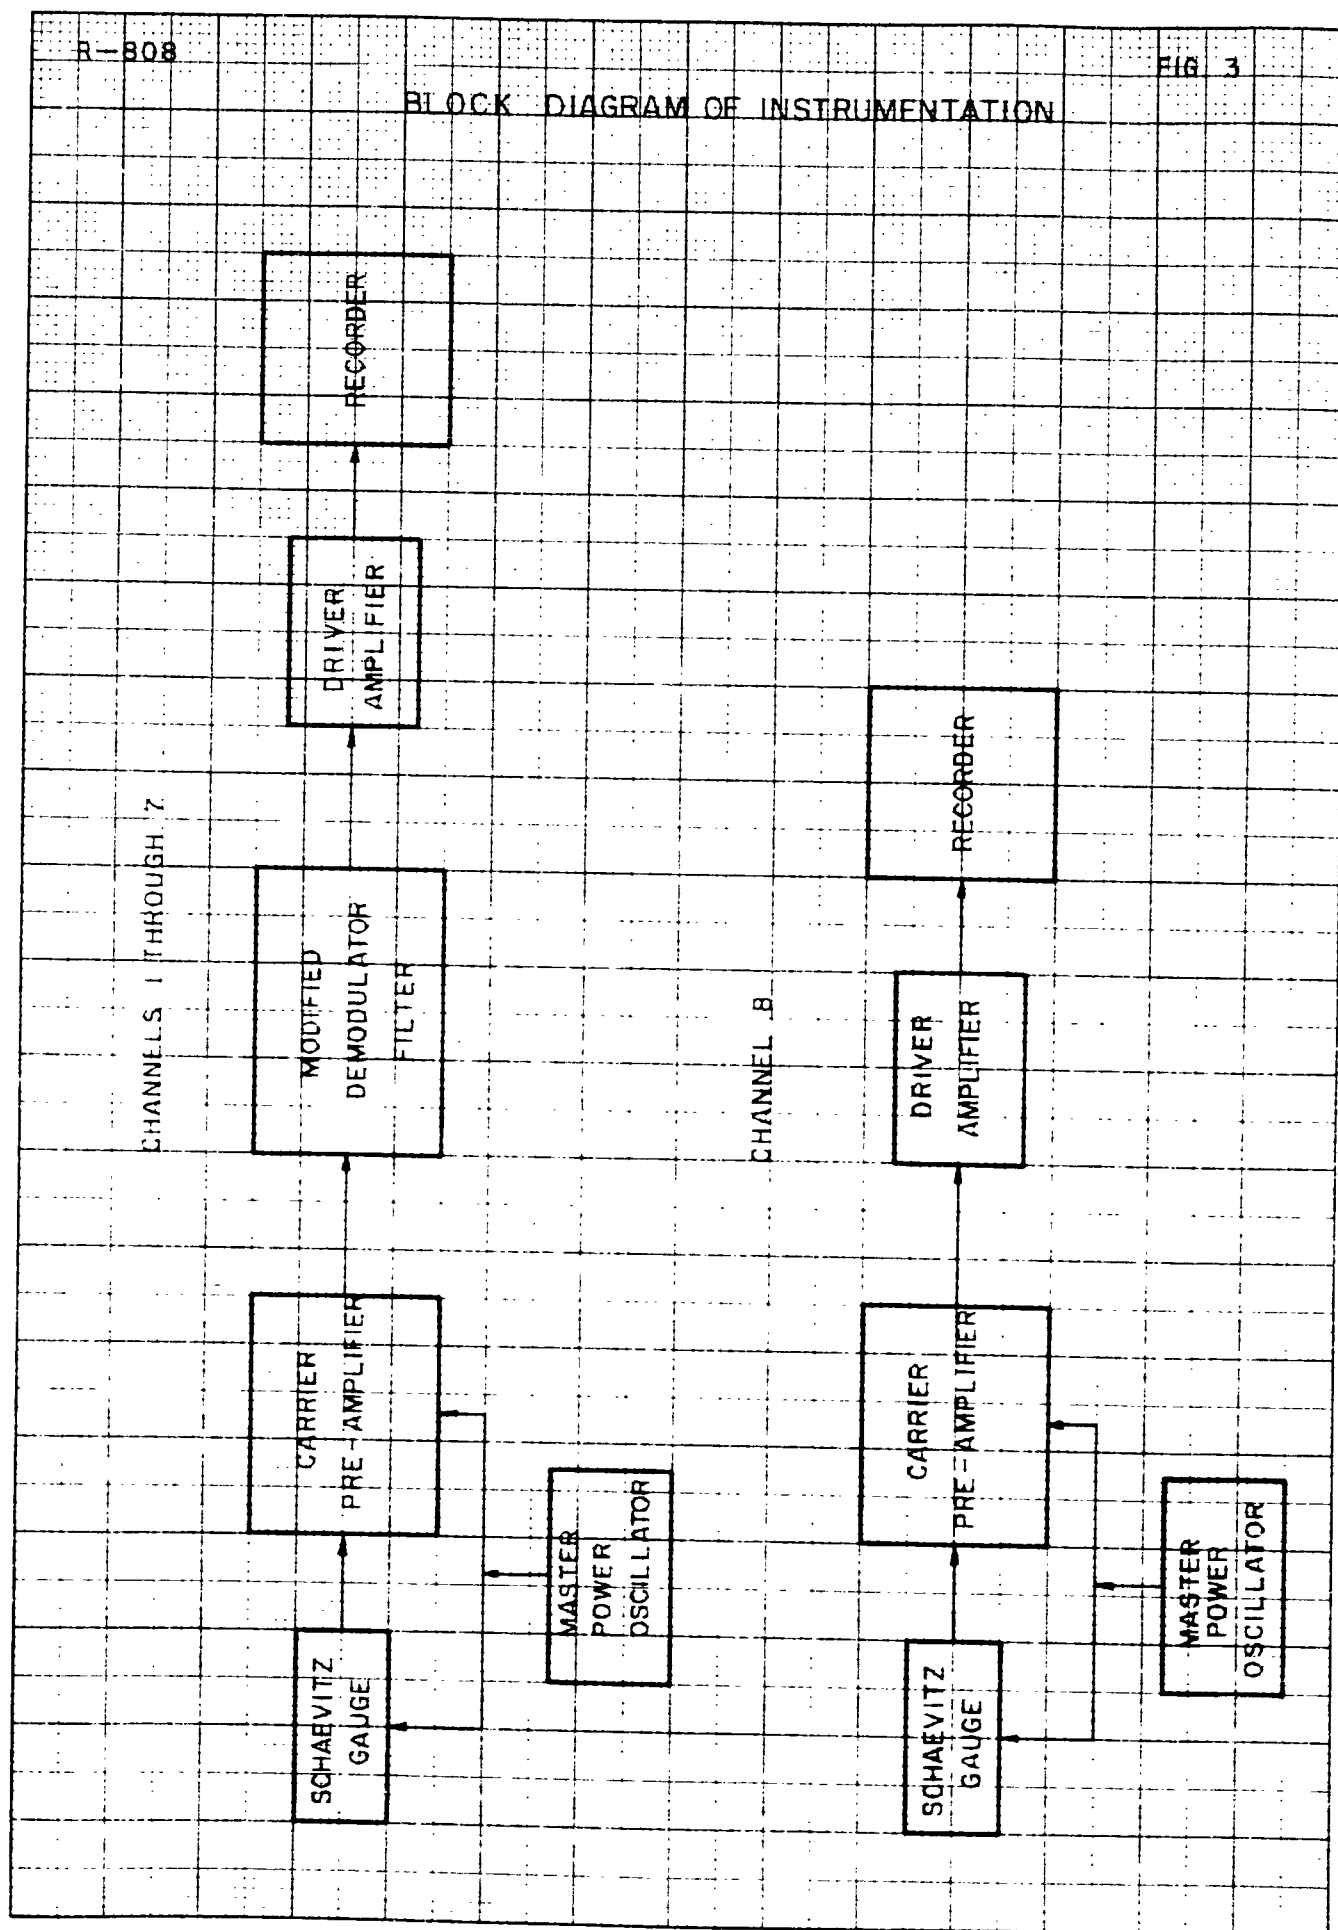 R-808
FIG. 3
BLOCK DIAGRAM OF INSTRUMENTATION
CHANNELS 1 THROUGH 7
SCHAEVITZ
GAUGE
CARRIER
PRE-AMPLIFIER
MASTER
POWER
OSCILLATOR
MODIFIED
DEMODULATOR
FILTER
DRIVER
AMPLIFIER
RECORDER
CHANNEL 8
SCHAEVITZ
GAUGE
CARRIER
PRE-AMPLIFIER
MASTER
POWER
OSCILLATOR
DRIVER
AMPLIFIER
RECORDER